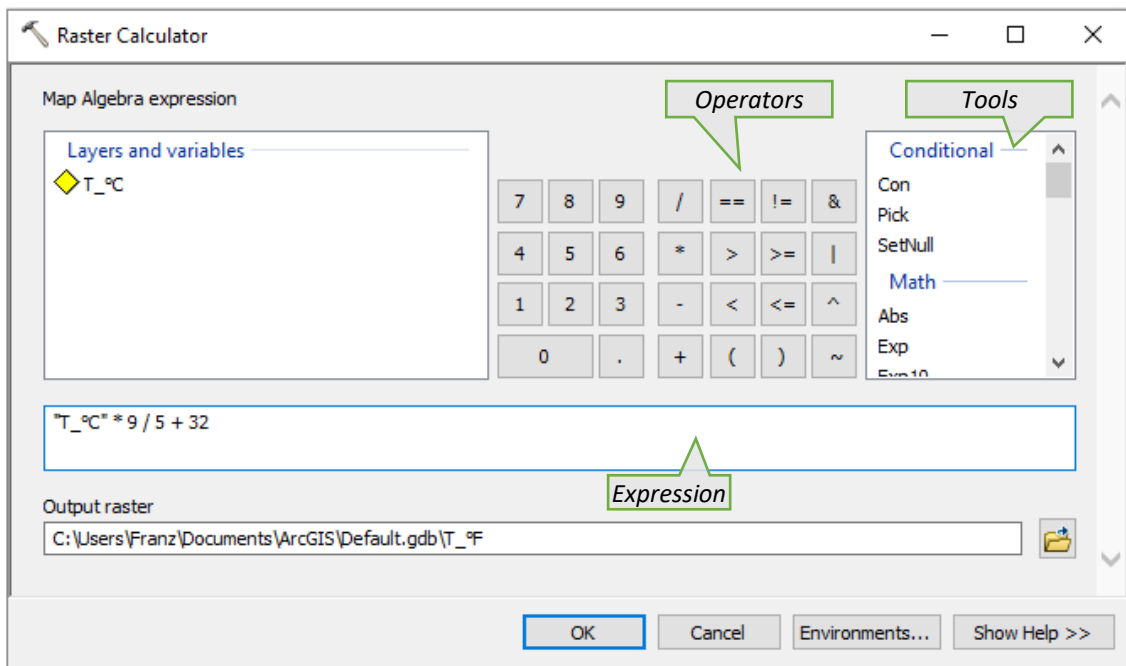 Raster Calculator
Map Algebra expression
Operators
Tools
Layers and variables
T_ºC
7 8 9 / == != &
4 5 6 * > >= |
1 2 3 - < <= ^
0 . + ( ) ~
Conditional
Con
Pick
SetNull
Math
Abs
Exp
Exp10
"T_ºC" * 9 / 5 + 32
Expression
Output raster
C:\Users\Franz\Documents\ArcGIS\Default.gdb\T_ºF
OK Cancel Environments... Show Help >>